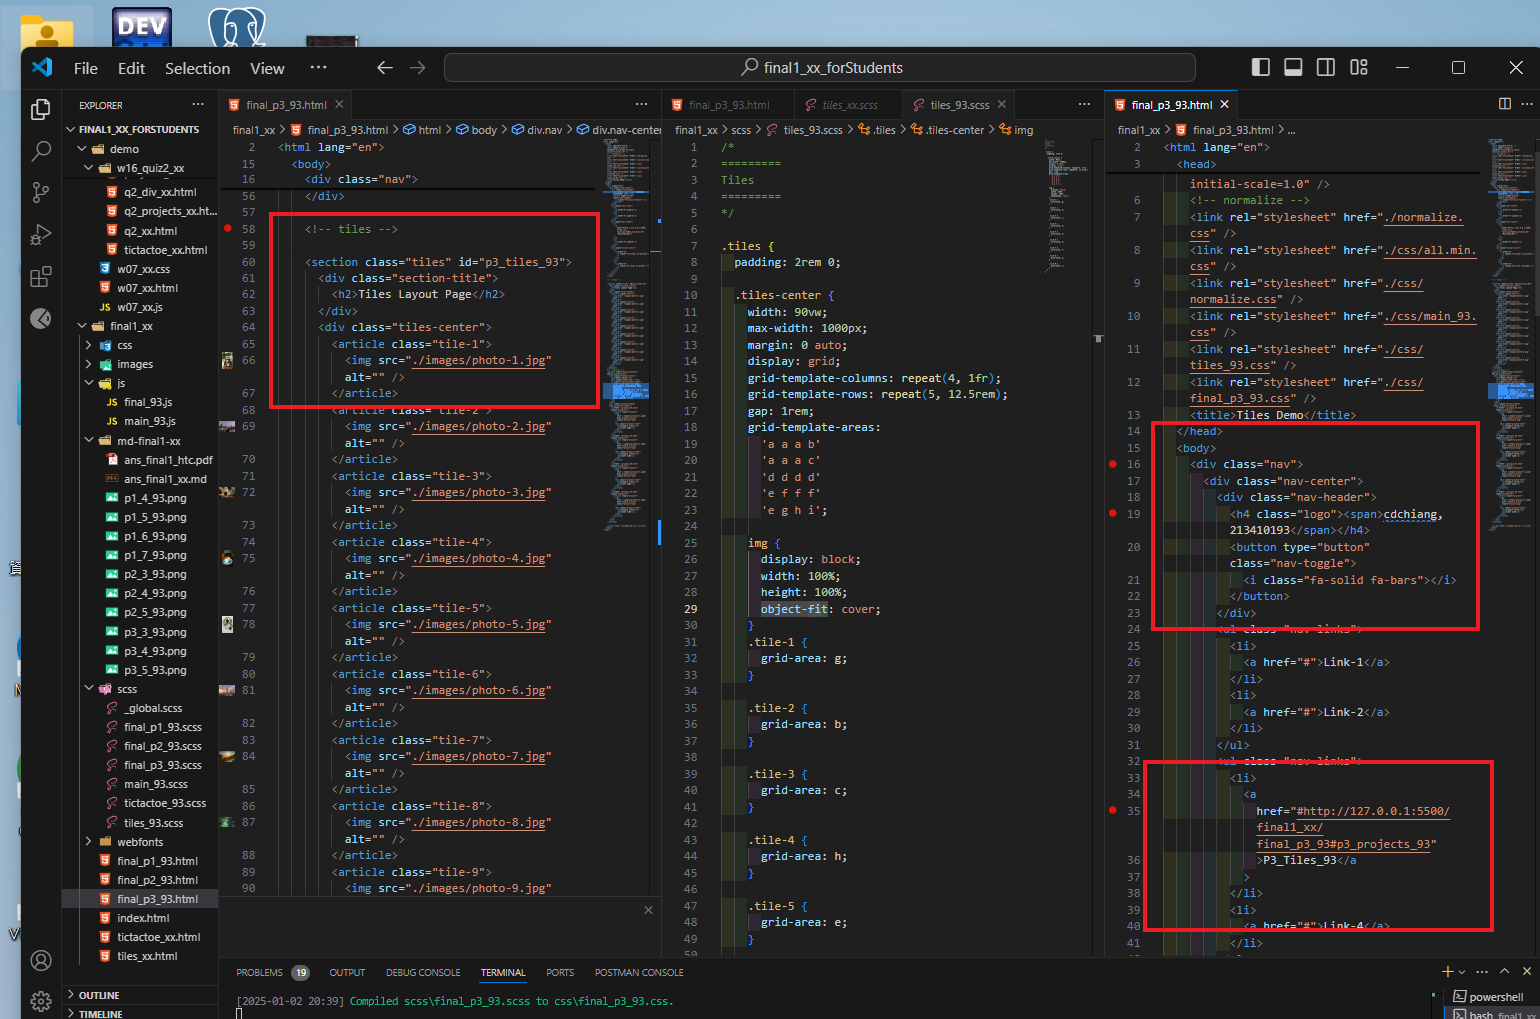 DEV
File Edit Selection View ···
final1_xx_forStudents
EXPLORER ···
FINAL1_XX_FORSTUDENTS
demo
w16_quiz2_xx
q2_div_xx.html
q2_projects_xx.ht...
q2_xx.html
tictactoe_xx.html
w07_xx.css
w07_xx.html
JS w07_xx.js
final1_xx
css
images
js
JS final_93.js
JS main_93.js
md-final1-xx
ans_final1_htc.pdf
ans_final1_xx.md
p1_4_93.png
p1_5_93.png
p1_6_93.png
p1_7_93.png
p2_3_93.png
p2_4_93.png
p2_5_93.png
p3_3_93.png
p3_4_93.png
p3_5_93.png
scss
_global.scss
final_p1_93.scss
final_p2_93.scss
final_p3_93.scss
main_93.scss
tictactoe_93.scss
tiles_93.scss
webfonts
final_p1_93.html
final_p2_93.html
final_p3_93.html
index.html
tictactoe_xx.html
tiles_xx.html
OUTLINE
TIMELINE
final_p3_93.html
final1_xx > final_p3_93.html > html > body > div.nav > div.nav-center
2 <html lang="en">
15 <body>
16 <div class="nav">
56 </div>
57
58 <!-- tiles -->
59
60 <section class="tiles" id="p3_tiles_93">
61 <div class="section-title">
62 <h2>Tiles Layout Page</h2>
63 </div>
64 <div class="tiles-center">
65 <article class="tile-1">
66 <img src="./images/photo-1.jpg"
alt="" />
67 </article>
68 <article class="tile-2">
69 <img src="./images/photo-2.jpg"
alt="" />
70 </article>
71 <article class="tile-3">
72 <img src="./images/photo-3.jpg"
alt="" />
73 </article>
74 <article class="tile-4">
75 <img src="./images/photo-4.jpg"
alt="" />
76 </article>
77 <article class="tile-5">
78 <img src="./images/photo-5.jpg"
alt="" />
79 </article>
80 <article class="tile-6">
81 <img src="./images/photo-6.jpg"
alt="" />
82 </article>
83 <article class="tile-7">
84 <img src="./images/photo-7.jpg"
alt="" />
85 </article>
86 <article class="tile-8">
87 <img src="./images/photo-8.jpg"
alt="" />
88 </article>
89 <article class="tile-9">
90 <img src="./images/photo-9.jpg"
final_p3_93.html tiles_xx.scss tiles_93.scss
final1_xx > scss > tiles_93.scss > .tiles > .tiles-center > img
1 /*
2 =========
3 Tiles
4 =========
5 */
6
7 .tiles {
8 padding: 2rem 0;
9
10 .tiles-center {
11 width: 90vw;
12 max-width: 1000px;
13 margin: 0 auto;
14 display: grid;
15 grid-template-columns: repeat(4, 1fr);
16 grid-template-rows: repeat(5, 12.5rem);
17 gap: 1rem;
18 grid-template-areas:
19 'a a a b'
20 'a a a c'
21 'd d d d'
22 'e f f f'
23 'e g h i';
24
25 img {
26 display: block;
27 width: 100%;
28 height: 100%;
29 object-fit: cover;
30 }
31 .tile-1 {
32 grid-area: g;
33 }
34
35 .tile-2 {
36 grid-area: b;
37 }
38
39 .tile-3 {
40 grid-area: c;
41 }
42
43 .tile-4 {
44 grid-area: h;
45 }
46
47 .tile-5 {
48 grid-area: e;
49 }
50
final_p3_93.html
final1_xx > final_p3_93.html > ...
2 <html lang="en">
3 <head>
initial-scale=1.0" />
6 <!-- normalize -->
7 <link rel="stylesheet" href="./normalize.
css" />
8 <link rel="stylesheet" href="./css/all.min.
css" />
9 <link rel="stylesheet" href="./css/
normalize.css" />
10 <link rel="stylesheet" href="./css/main_93.
css" />
11 <link rel="stylesheet" href="./css/
tiles_93.css" />
12 <link rel="stylesheet" href="./css/
final_p3_93.css" />
13 <title>Tiles Demo</title>
14 </head>
15 <body>
16 <div class="nav">
17 <div class="nav-center">
18 <div class="nav-header">
19 <h4 class="logo"><span>cdchiang,
213410193</span></h4>
20 <button type="button"
class="nav-toggle">
21 <i class="fa-solid fa-bars"></i>
22 </button>
23 </div>
24 <ul class="nav-links">
25 <li>
26 <a href="#">Link-1</a>
27 </li>
28 <li>
29 <a href="#">Link-2</a>
30 </li>
31 </ul>
32 <ul class="nav-links">
33 <li>
34 <a
35 href="#http://127.0.0.1:5500/
final1_xx/
final_p3_93#p3_projects_93"
36 >P3_Tiles_93</a
37 >
38 </li>
39 <li>
40 <a href="#">Link-4</a>
41 </li>
PROBLEMS 19 OUTPUT DEBUG CONSOLE TERMINAL PORTS POSTMAN CONSOLE
[2025-01-02 20:39] Compiled scss\final_p3_93.scss to css\final_p3_93.css.
powershell
bash final1_xx